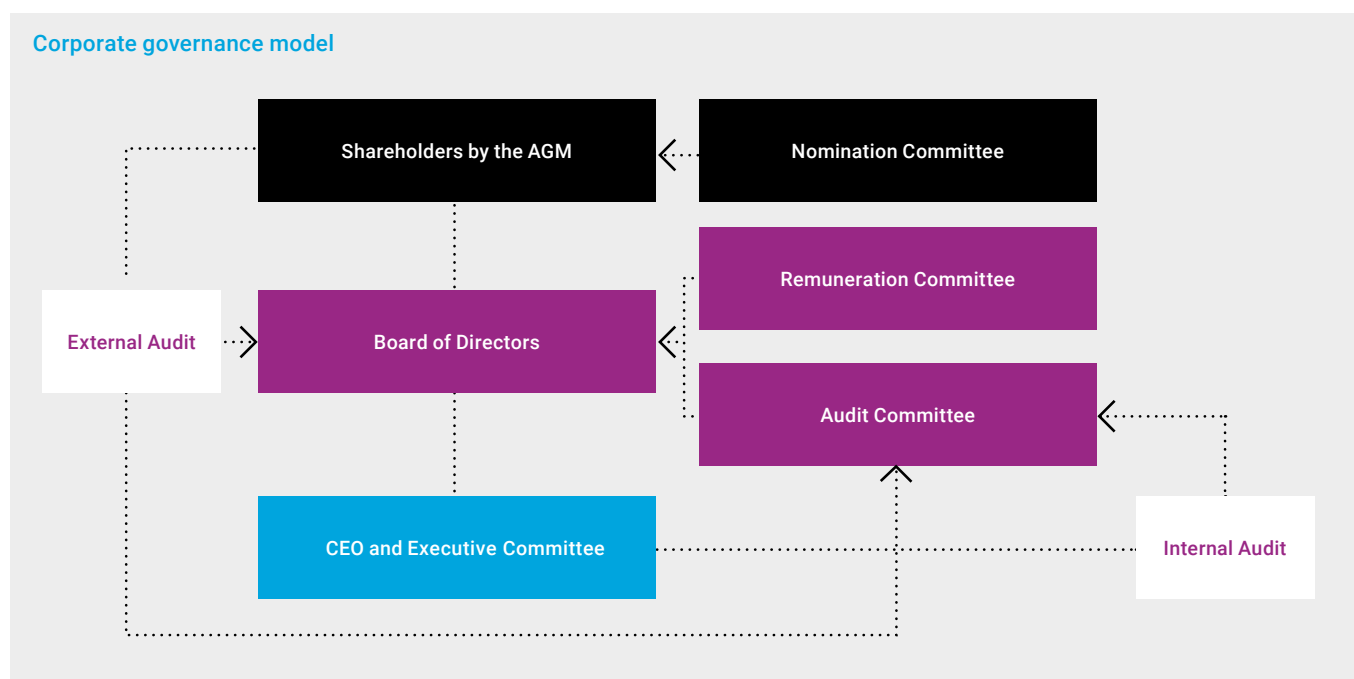 Corporate governance model
Shareholders by the AGM
Nomination Committee
Remuneration Committee
External Audit
Board of Directors
Audit Committee
CEO and Executive Committee
Internal Audit